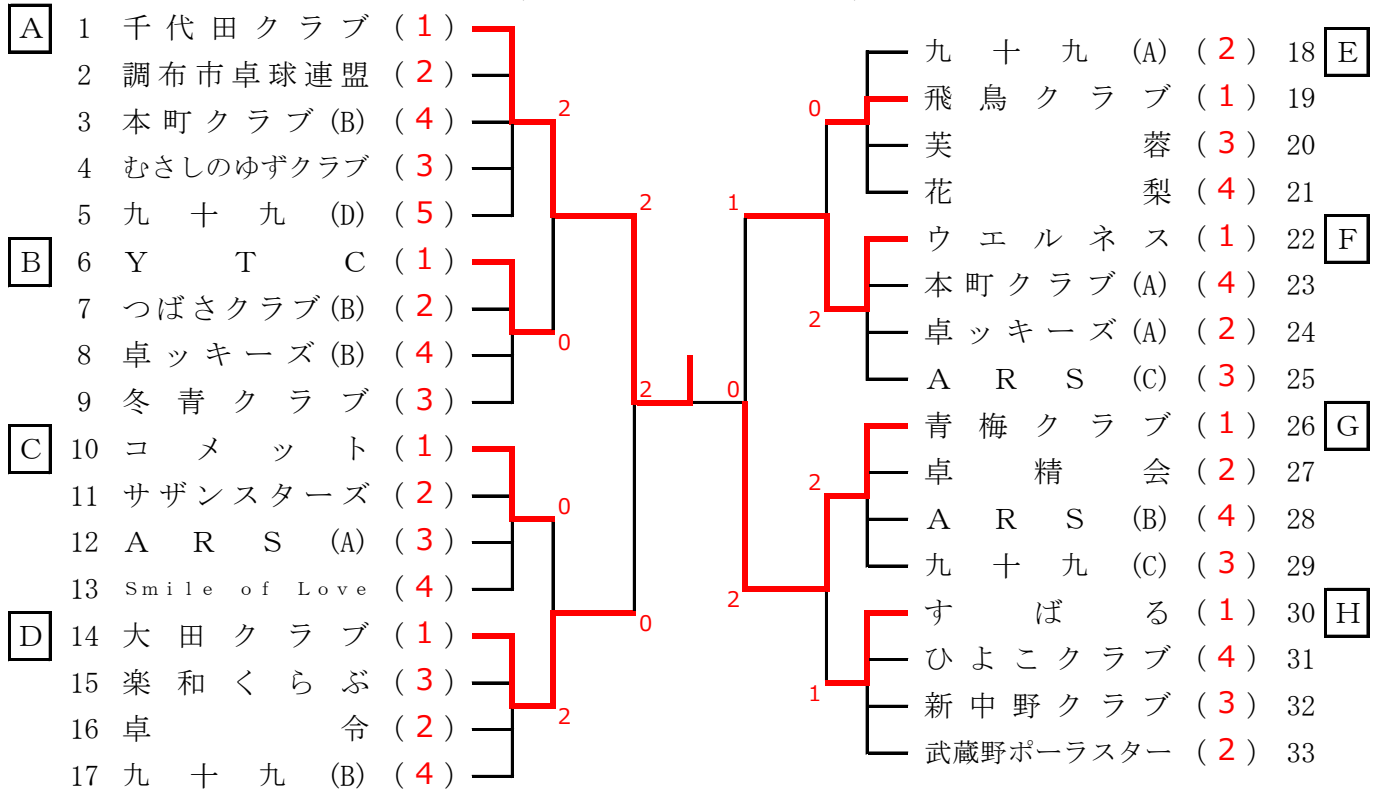 A 1 千代田クラブ (1)
2 調布市卓球連盟 (2)
3 本町クラブ(B) (4)
4 むさしのゆずクラブ (3)
5 九十九 (D) (5)
B 6 YTC (1)
7 つばさクラブ(B) (2)
8 卓ッキーズ(B) (4)
9 冬青クラブ (3)
C 10 コメット (1)
11 サザンスターズ (2)
12 ARS (A) (3)
13 Smile of Love (4)
D 14 大田クラブ (1)
15 楽和くらぶ (3)
16 卓令 (2)
17 九十九 (B) (4)
2
0
0
2
2
0
2
0
1
2
0
2
2
1
九十九 (A) (2) 18 E
飛鳥クラブ (1) 19
芙蓉 (3) 20
花梨 (4) 21
ウエルネス (1) 22 F
本町クラブ(A) (4) 23
卓ッキーズ(A) (2) 24
ARS (C) (3) 25
青梅クラブ (1) 26 G
卓精会 (2) 27
ARS (B) (4) 28
九十九 (C) (3) 29
すばる (1) 30 H
ひよこクラブ (4) 31
新中野クラブ (3) 32
武蔵野ポーラスター (2) 33